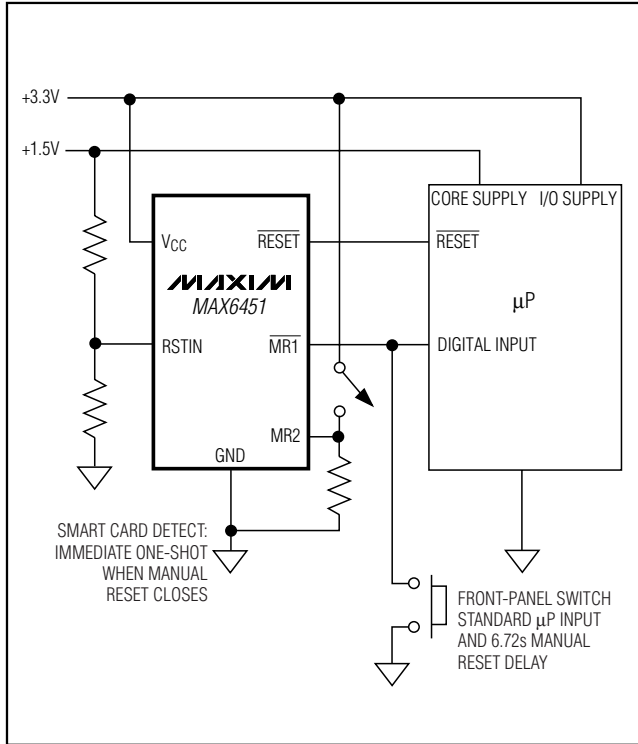 +3.3V
+1.5V
CORE SUPPLY I/O SUPPLY
VCC
RESET
RESET
MAXIM
MAX6451
µP
RSTIN
MR1
DIGITAL INPUT
MR2
GND
SMART CARD DETECT:
IMMEDIATE ONE-SHOT
WHEN MANUAL
RESET CLOSES
FRONT-PANEL SWITCH
STANDARD µP INPUT
AND 6.72s MANUAL
RESET DELAY